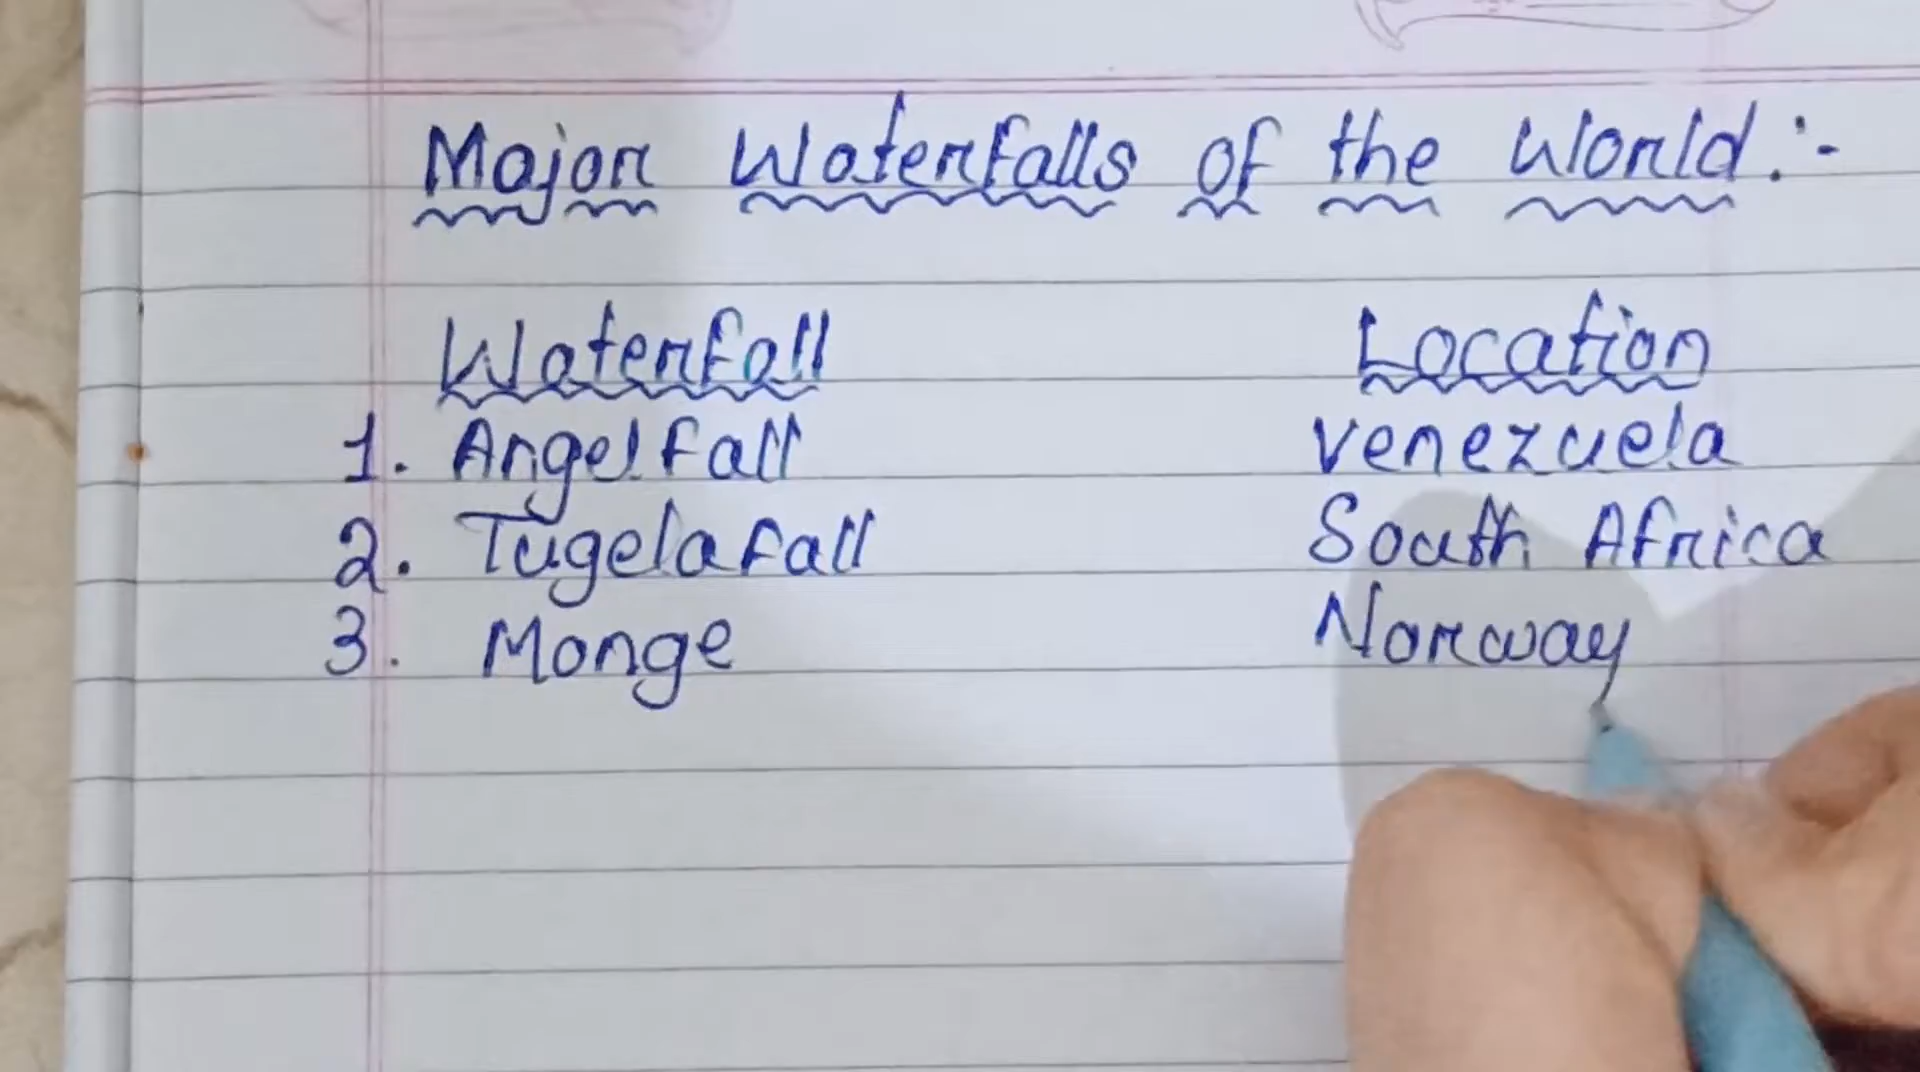 Major Waterfalls of the World :-
Waterfall Location
1. Angel fall Venezuela
2. Tugela fall South Africa
3. Monge Norway